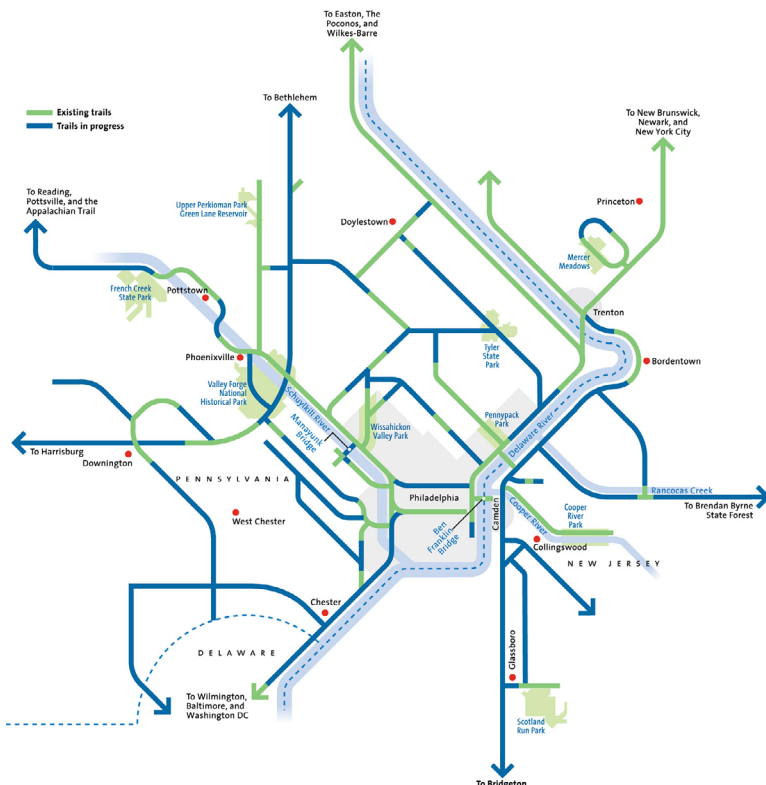 To Easton, The
Poconos, and
Wilkes-Barre
Existing trails
Trails in progress
To Bethlehem
To New Brunswick,
Newark, and
New York City
To Reading,
Pottsville, and the
Appalachian Trail
Upper Perkioman Park
Green Lane Reservoir
Doylestown
Princeton
Mercer
Meadows
French Creek
State Park
Pottstown
Trenton
Phoenixville
Tyler
State
Park
Bordentown
Valley Forge
National
Historical Park
Schuylkill River
Manayunk
Bridge
Wissahickon
Valley Park
Pennypack
Park
Delaware River
To Harrisburg
Downington
PENNSYLVANIA
Philadelphia
Camden
Rancocas Creek
To Brendan Byrne
State Forest
West Chester
Ben
Franklin
Bridge
Cooper River
Cooper
River
Park
Collingswood
NEW JERSEY
Chester
DELAWARE
Glassboro
To Wilmington,
Baltimore, and
Washington DC
Scotland
Run Park
To Bridgeton